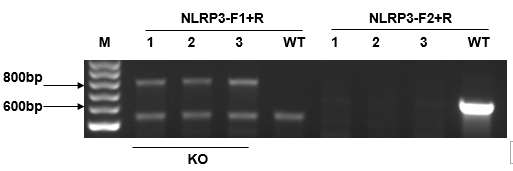 NLRP3-F1+R NLRP3-F2+R
M 1 2 3 WT 1 2 3 WT
800bp
600bp
KO